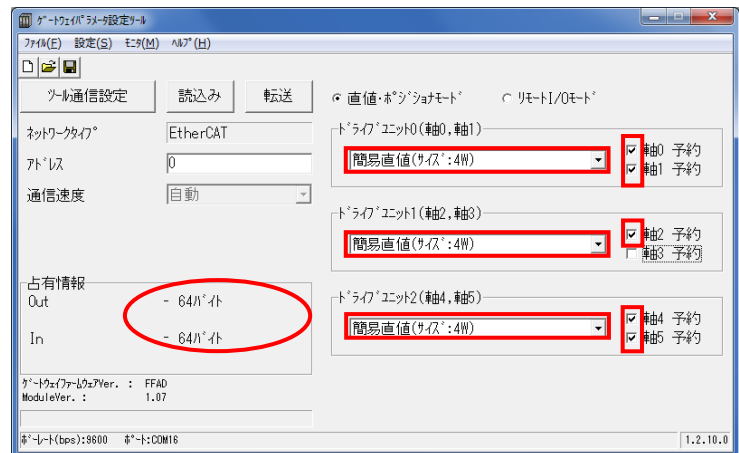 ｹﾞｰﾄｳｪｲﾊﾟﾗﾒｰﾀ設定ﾂｰﾙ
ﾌｧｲﾙ(F) 設定(S) ﾓﾆﾀ(M) ﾍﾙﾌﾟ(H)
ﾂｰﾙ通信設定 読込み 転送
直値･ポジショナモード リモートI/Oモード
ﾈｯﾄﾜｰｸﾀｲﾌﾟ EtherCAT
ｱﾄﾞﾚｽ 0
通信速度 自動
ﾄﾞﾗｲﾌﾞﾕﾆｯﾄ0(軸0,軸1)
簡易直値(ｻｲｽﾞ:4W)
軸0 予約
軸1 予約
ﾄﾞﾗｲﾌﾞﾕﾆｯﾄ1(軸2,軸3)
簡易直値(ｻｲｽﾞ:4W)
軸2 予約
軸3 予約
ﾄﾞﾗｲﾌﾞﾕﾆｯﾄ2(軸4,軸5)
簡易直値(ｻｲｽﾞ:4W)
軸4 予約
軸5 予約
占有情報
Out - 64ﾊﾞｲﾄ
In - 64ﾊﾞｲﾄ
ｹﾞｰﾄｳｪｲﾌｧｰﾑｳｪｱVer. : FFAD
ModuleVer. : 1.07
ﾎﾞｰﾚｰﾄ(bps):9600 ﾎﾟｰﾄ:COM16 1.2.10.0